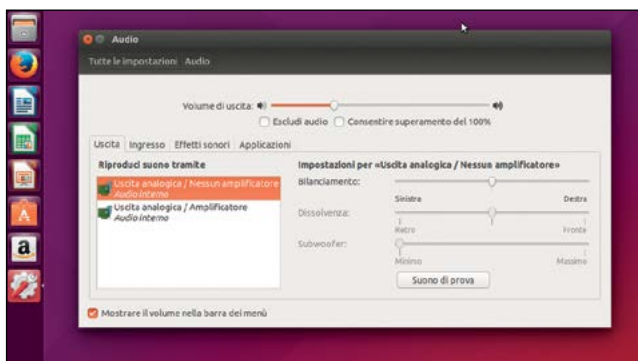 Audio
Tutte le impostazioni Audio
Volume di uscita:
Escludi audio Consentire superamento del 100%
Uscita Ingresso Effetti sonori Applicazioni
Riproduci suono tramite
Uscita analogica / Nessun amplificatore
Audio interno
Uscita analogica / Amplificatore
Audio interno
Impostazioni per «Uscita analogica / Nessun amplificatore»
Bilanciamento:
Sinistra Destra
Dissolvenza:
Retro Fronte
Subwoofer:
Minimo Massimo
Suono di prova
Mostrare il volume nella barra dei menù